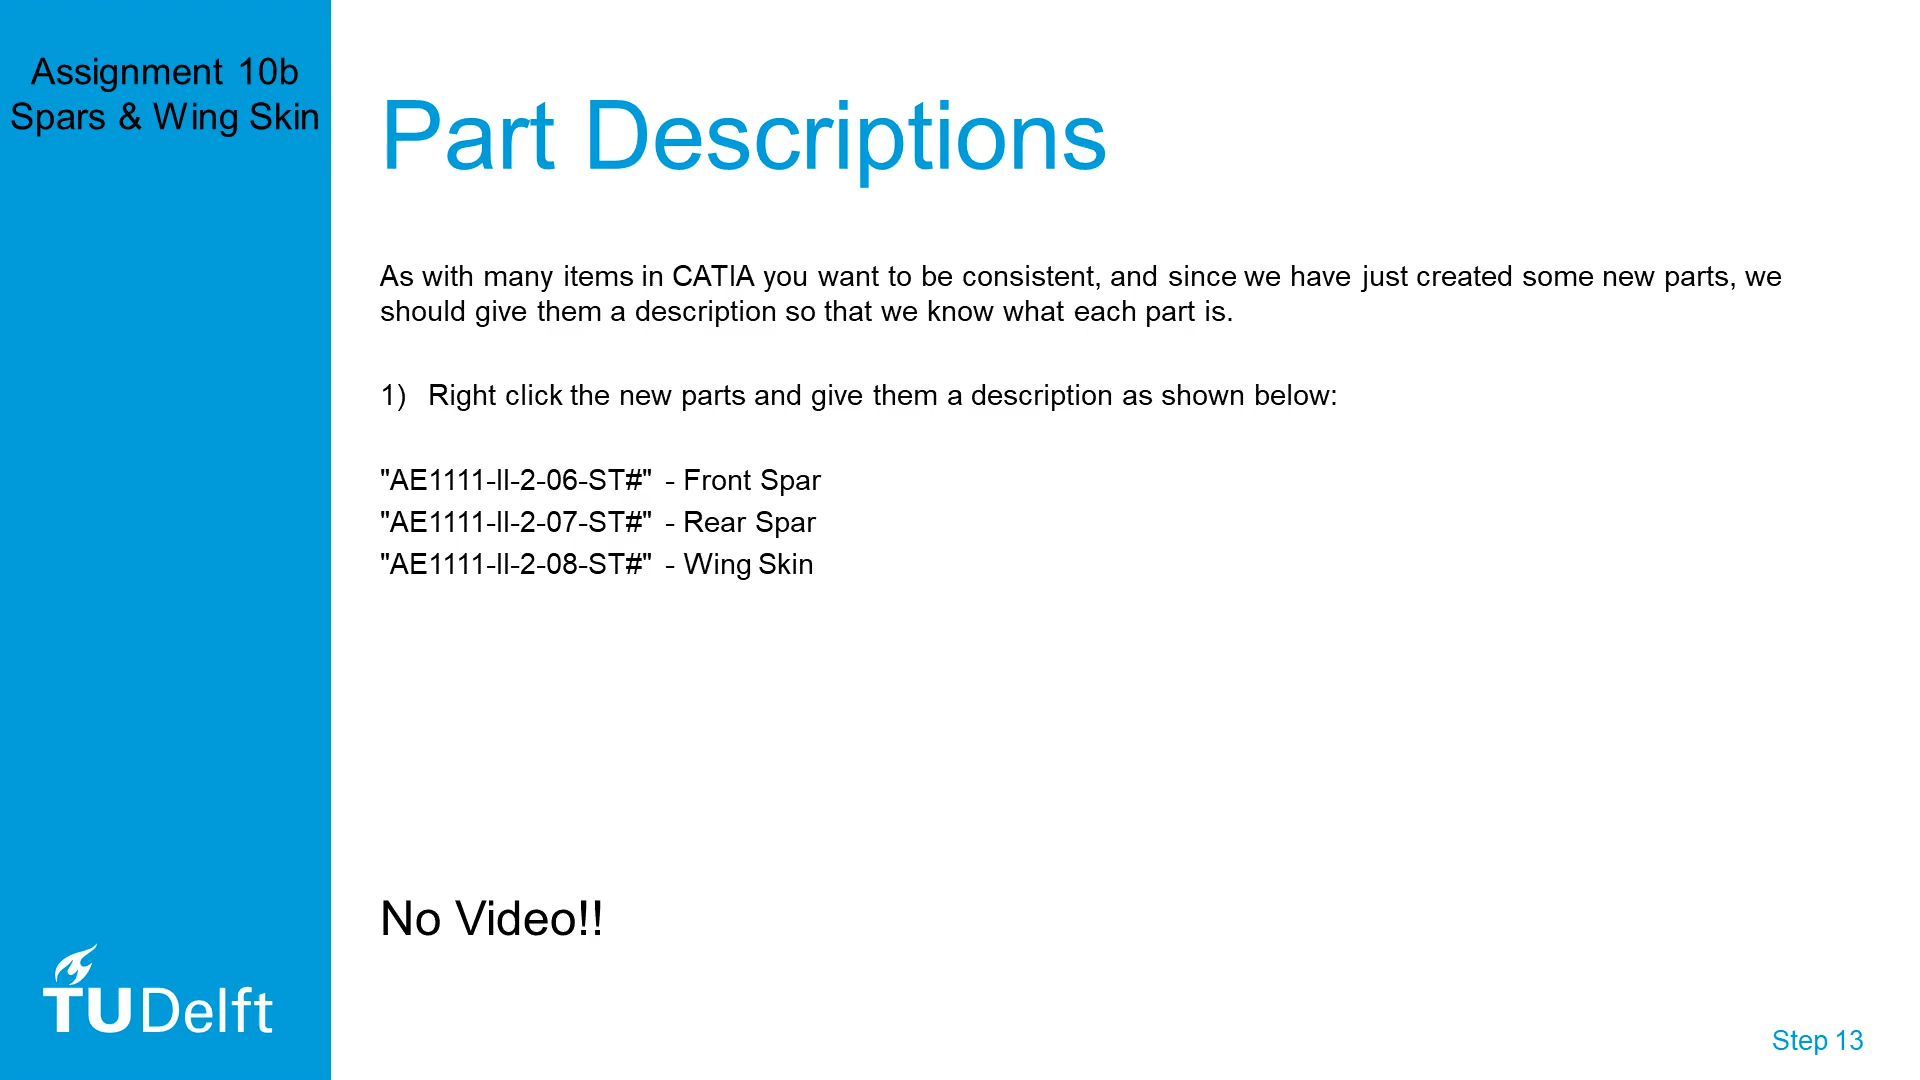 Assignment 10b
Spars & Wing Skin
Part Descriptions
As with many items in CATIA you want to be consistent, and since we have just created some new parts, we
should give them a description so that we know what each part is.
1) Right click the new parts and give them a description as shown below:
"AE1111-II-2-06-ST#" - Front Spar
"AE1111-II-2-07-ST#" - Rear Spar
"AE1111-II-2-08-ST#" - Wing Skin
No Video!!
TUDelft
Step 13